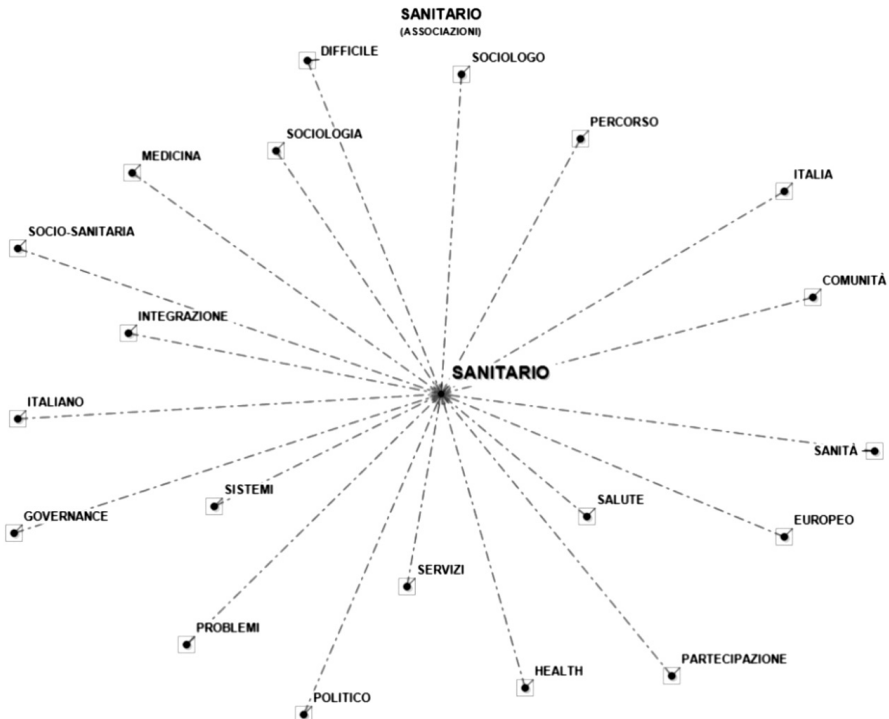 SANITARIO
(ASSOCIAZIONI)
DIFFICILE
SOCIOLOGO
PERCORSO
SOCIOLOGIA
MEDICINA
ITALIA
SOCIO-SANITARIA
COMUNITÀ
INTEGRAZIONE
SANITARIO
ITALIANO
SANITÀ
SISTEMI
SALUTE
GOVERNANCE
EUROPEO
SERVIZI
PROBLEMI
PARTECIPAZIONE
HEALTH
POLITICO